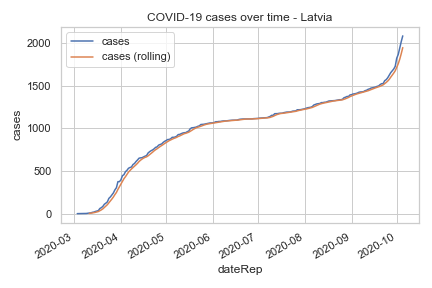 COVID-19 cases over time - Latvia
cases
cases (rolling)
2000
1500
1000
500
0
cases
2020-03
2020-04
2020-05
2020-06
2020-07
2020-08
2020-09
2020-10
dateRep